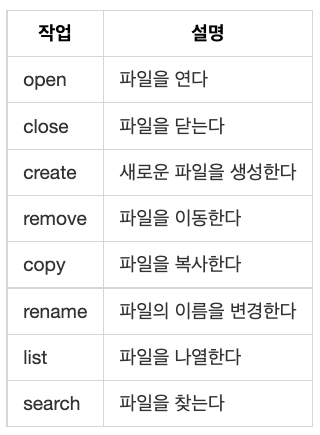 작업 설명
open 파일을 연다
close 파일을 닫는다
create 새로운 파일을 생성한다
remove 파일을 이동한다
copy 파일을 복사한다
rename 파일의 이름을 변경한다
list 파일을 나열한다
search 파일을 찾는다